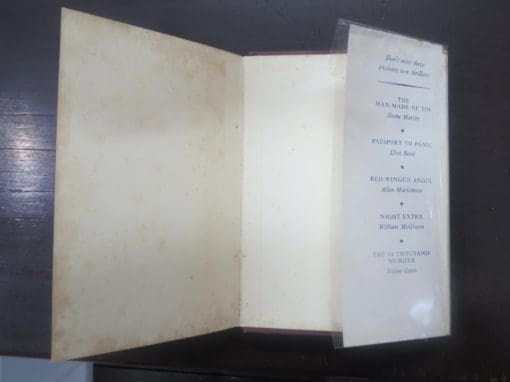 Don't miss these
exciting new thrillers
THE
MAN MADE OF TIN
Shane Martin
PASSPORT TO PANIC
Eliot Reed
RED-WINGED ANGEL
Allan Mackinnon
NIGHT EXTRA
William McGivern
THE £4 THOUSAND
MURDER
Victor Gunn